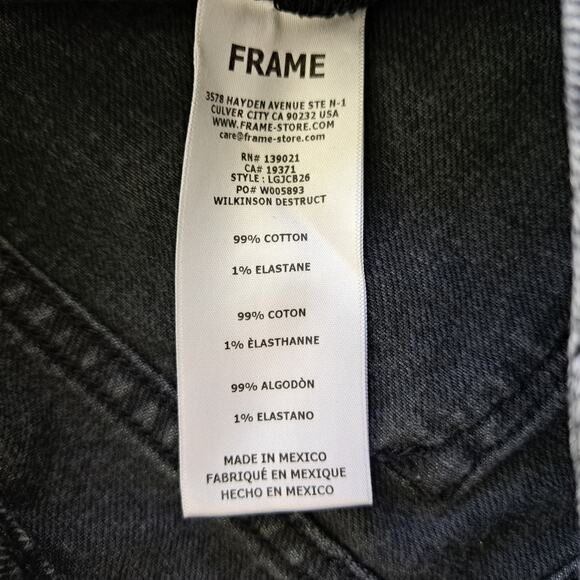 FRAME
3578 HAYDEN AVENUE STE N-1
CULVER CITY CA 90232 USA
WWW.FRAME-STORE.COM
care@frame-store.com
RN# 139021
CA# 19371
STYLE : LGJCB26
PO# W005893
WILKINSON DESTRUCT
99% COTTON
1% ELASTANE
99% COTON
1% ÈLASTHANNE
99% ALGODÒN
1% ELASTANO
MADE IN MEXICO
FABRIQUÉ EN MEXIQUE
HECHO EN MEXICO